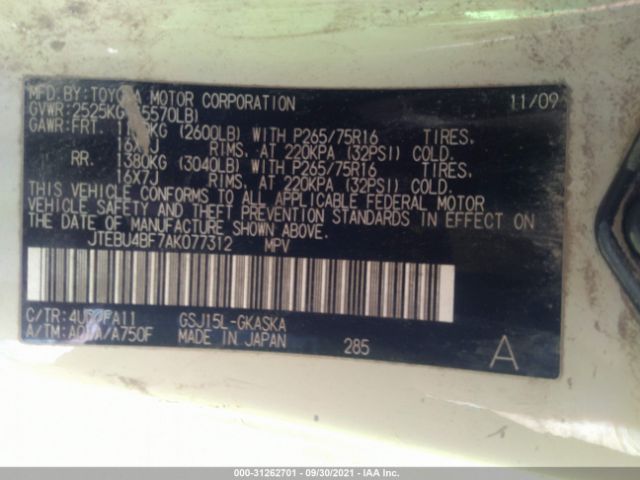 MFD. BY: TOYOTA MOTOR CORPORATION 11/09
GVWR: 2525KG (5570LB)
GAWR: FRT. (2600LB) WITH P265/75R16 TIRES,
16X7J RIMS, AT 220KPA (32PSI) COLD.
RR. 1380KG (3040LB) WITH P265/75R16 TIRES,
16X7J RIMS, AT 220KPA (32PSI) COLD.
THIS VEHICLE CONFORMS TO ALL APPLICABLE FEDERAL MOTOR
VEHICLE SAFETY AND THEFT PREVENTION STANDARDS IN EFFECT ON
THE DATE OF MANUFACTURE SHOWN ABOVE.
JTEBU4BF7AK077312 MPV
C/TR: GSJ15L-GKASKA
A/TM: /A750F MADE IN JAPAN 285 A
000-31262701 - 09/30/2021 - IAA Inc.